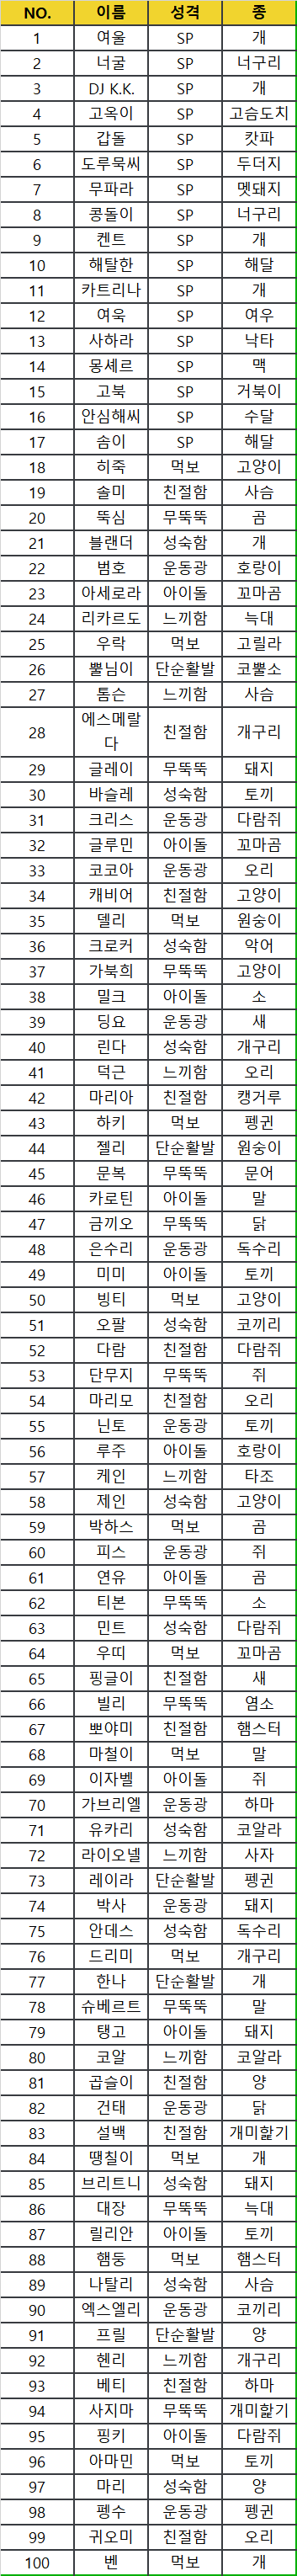 NO. 이름 성격 종
1 여울 SP 개
2 너굴 SP 너구리
3 DJ K.K. SP 개
4 고옥이 SP 고슴도치
5 갑돌 SP 캇파
6 도루묵씨 SP 두더지
7 무파라 SP 멧돼지
8 콩돌이 SP 너구리
9 켄트 SP 개
10 해탈한 SP 해달
11 카트리나 SP 개
12 여욱 SP 여우
13 사하라 SP 낙타
14 몽셰르 SP 맥
15 고북 SP 거북이
16 안심해씨 SP 수달
17 솜이 SP 해달
18 히죽 먹보 고양이
19 솔미 친절함 사슴
20 뚝심 무뚝뚝 곰
21 블랜더 성숙함 개
22 범호 운동광 호랑이
23 아세로라 아이돌 꼬마곰
24 리카르도 느끼함 늑대
25 우락 먹보 고릴라
26 뿔님이 단순활발 코뿔소
27 톰슨 느끼함 사슴
28 에스메랄 친절함 개구리
다
29 글레이 무뚝뚝 돼지
30 바슬레 성숙함 토끼
31 크리스 운동광 다람쥐
32 글루민 아이돌 꼬마곰
33 코코아 운동광 오리
34 캐비어 친절함 고양이
35 델리 먹보 원숭이
36 크로커 성숙함 악어
37 가북희 무뚝뚝 고양이
38 밀크 아이돌 소
39 딩요 운동광 새
40 린다 성숙함 개구리
41 덕근 느끼함 오리
42 마리아 친절함 캥거루
43 하키 먹보 펭귄
44 젤리 단순활발 원숭이
45 문복 무뚝뚝 문어
46 카로틴 아이돌 말
47 금끼오 무뚝뚝 닭
48 은수리 운동광 독수리
49 미미 아이돌 토끼
50 빙티 먹보 고양이
51 오팔 성숙함 코끼리
52 다람 친절함 다람쥐
53 단무지 무뚝뚝 쥐
54 마리모 친절함 오리
55 닌토 운동광 토끼
56 루주 아이돌 호랑이
57 케인 느끼함 타조
58 제인 성숙함 고양이
59 박하스 먹보 곰
60 피스 운동광 쥐
61 연유 아이돌 곰
62 티본 무뚝뚝 소
63 민트 성숙함 다람쥐
64 우띠 먹보 꼬마곰
65 핑글이 친절함 새
66 빌리 무뚝뚝 염소
67 뽀야미 친절함 햄스터
68 마철이 먹보 말
69 이자벨 아이돌 쥐
70 가브리엘 운동광 하마
71 유카리 성숙함 코알라
72 라이오넬 느끼함 사자
73 레이라 단순활발 펭귄
74 박사 운동광 돼지
75 안데스 성숙함 독수리
76 드리미 먹보 개구리
77 한나 단순활발 개
78 슈베르트 무뚝뚝 말
79 탱고 아이돌 돼지
80 코알 느끼함 코알라
81 곱슬이 친절함 양
82 건태 운동광 닭
83 설백 친절함 개미핥기
84 땡칠이 먹보 개
85 브리트니 성숙함 돼지
86 대장 무뚝뚝 늑대
87 릴리안 아이돌 토끼
88 햄둥 먹보 햄스터
89 나탈리 성숙함 사슴
90 엑스엘리 운동광 코끼리
91 프릴 단순활발 양
92 헨리 느끼함 개구리
93 베티 친절함 하마
94 사지마 무뚝뚝 개미핥기
95 핑키 아이돌 다람쥐
96 아마민 먹보 토끼
97 마리 성숙함 양
98 펭수 운동광 펭귄
99 귀오미 친절함 오리
100 벤 먹보 개